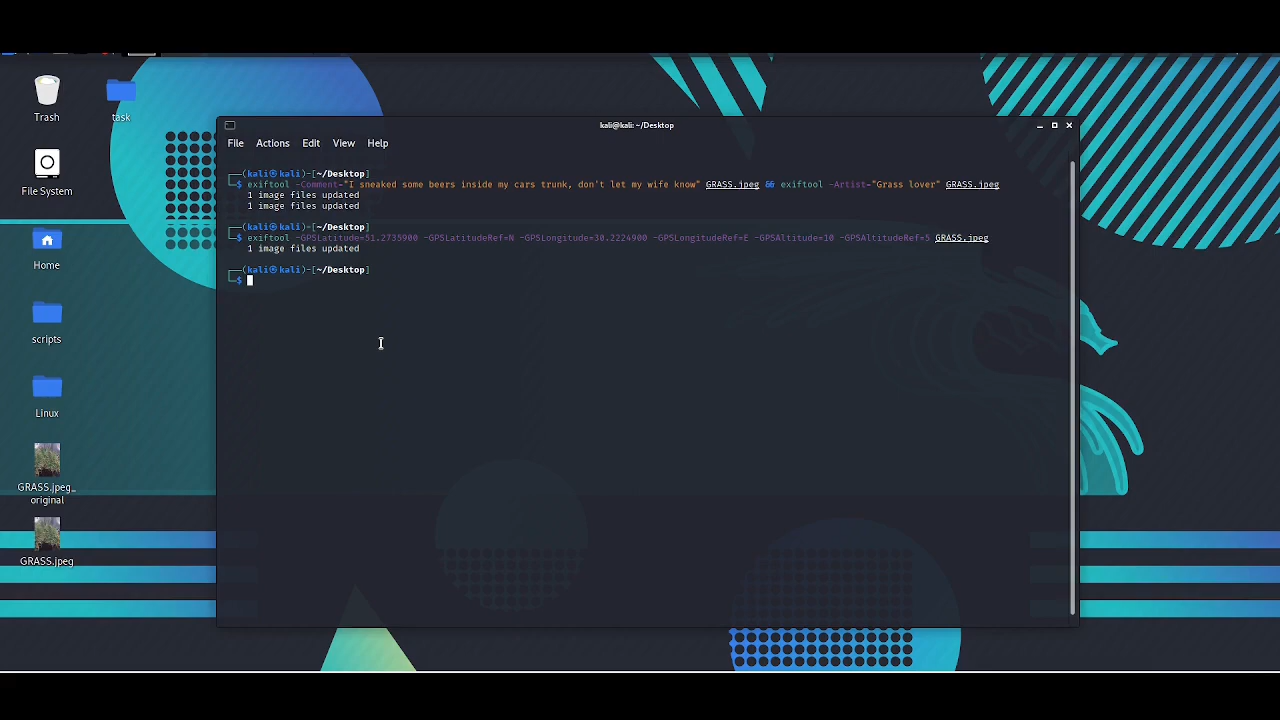 kali@kali: ~/Desktop
File Actions Edit View Help
┌──(kali㉿kali)-[~/Desktop]
└─$ exiftool -Comment="I sneaked some beers inside my cars trunk, don't let my wife know" GRASS.jpeg && exiftool -Artist="Grass lover" GRASS.jpeg
1 image files updated
1 image files updated
┌──(kali㉿kali)-[~/Desktop]
└─$ exiftool -GPSLatitude=51.2735900 -GPSLatitudeRef=N -GPSLongitude=30.2224900 -GPSLongitudeRef=E -GPSAltitude=10 -GPSAltitudeRef=5 GRASS.jpeg
1 image files updated
┌──(kali㉿kali)-[~/Desktop]
└─$
Trash
task
File System
Home
scripts
Linux
GRASS.jpeg_
original
GRASS.jpeg